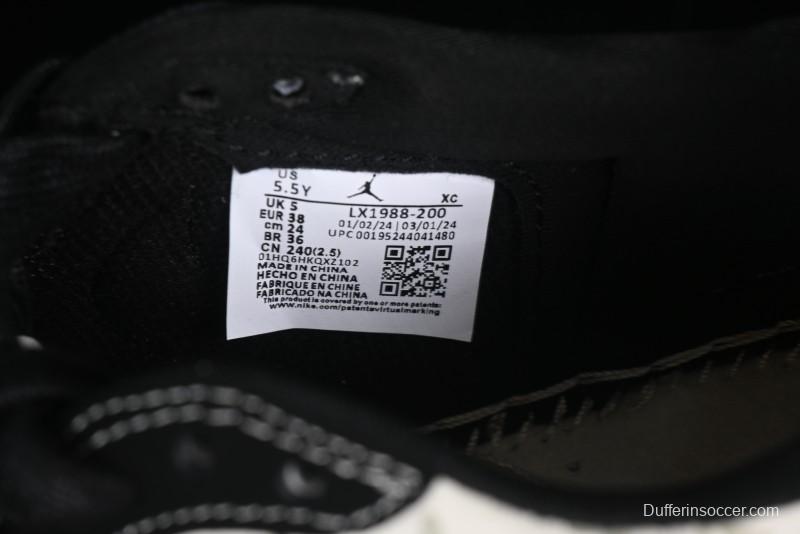 US
5.5Y
XC
UK 5
EUR 38
cm 24
BR 36
CN 240(2.5)
LX1988-200
01/02/24 | 03/01/24
UPC 00195244041480
01HQ6HKQXZ102
MADE IN CHINA
HECHO EN CHINA
FABRIQUE EN CHINE
FABRICADO NA CHINA
This product is covered by one or more patents:
www.nike.com/patentsvirtualmarking
Dufferinsoccer.com